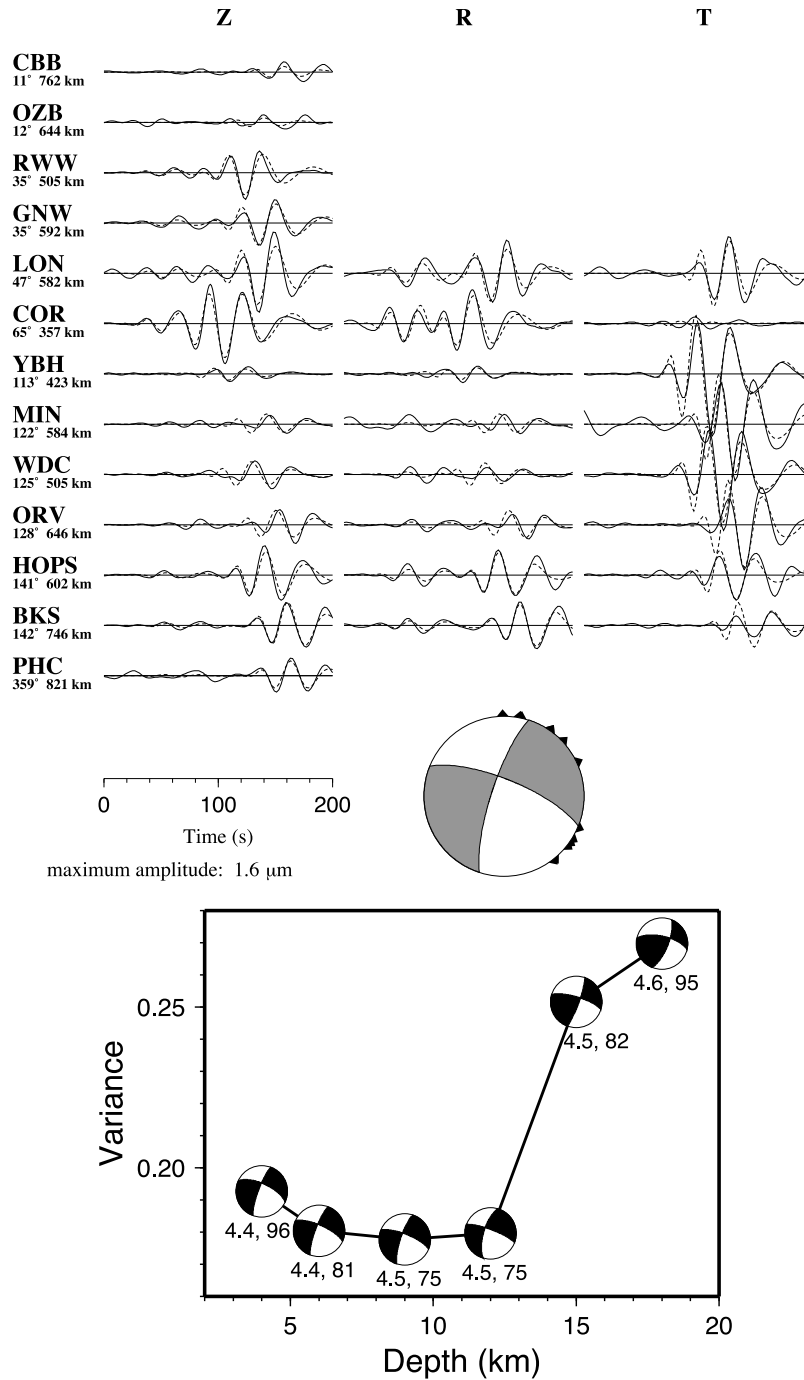 Z R T
CBB
11° 762 km
OZB
12° 644 km
RWW
35° 505 km
GNW
35° 592 km
LON
47° 582 km
COR
65° 357 km
YBH
113° 423 km
MIN
122° 584 km
WDC
125° 505 km
ORV
128° 646 km
HOPS
141° 602 km
BKS
142° 746 km
PHC
359° 821 km
0 100 200
Time (s)
maximum amplitude: 1.6 μm
Variance
0.25
0.20
4.4, 96
4.4, 81
4.5, 75
4.5, 75
4.5, 82
4.6, 95
5 10 15 20
Depth (km)